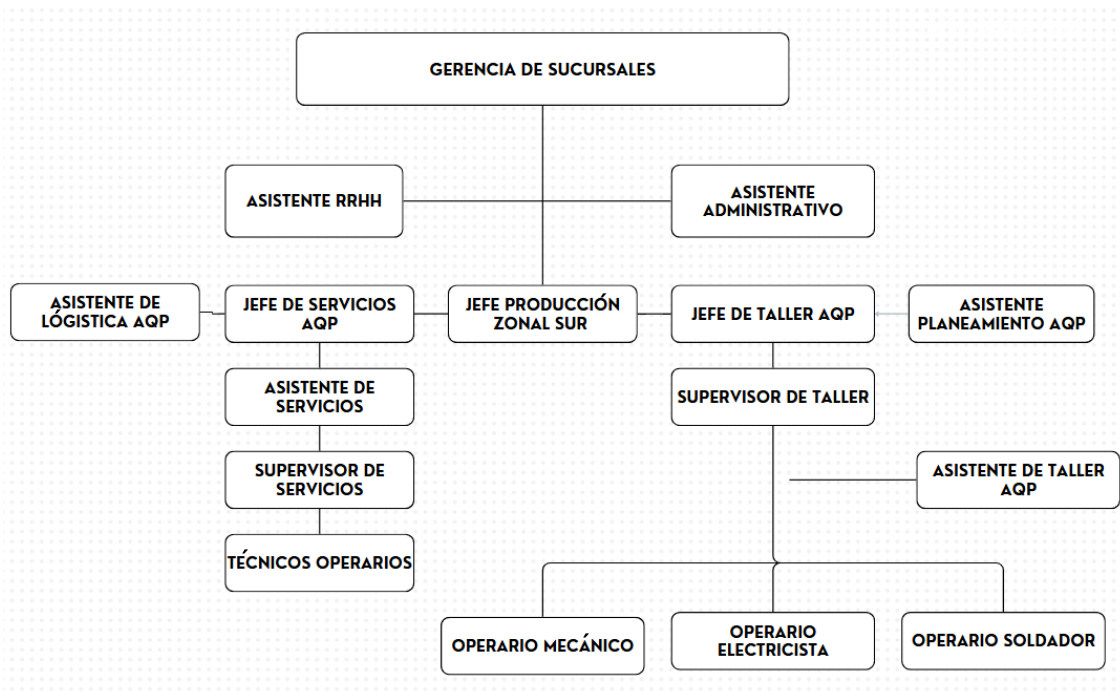 GERENCIA DE SUCURSALES
ASISTENTE RRHH
ASISTENTE
ADMINISTRATIVO
ASISTENTE DE
LÓGISTICA AQP
JEFE DE SERVICIOS
AQP
JEFE PRODUCCIÓN
ZONAL SUR
JEFE DE TALLER AQP
ASISTENTE
PLANEAMIENTO AQP
ASISTENTE DE
SERVICIOS
SUPERVISOR DE TALLER
SUPERVISOR DE
SERVICIOS
ASISTENTE DE TALLER
AQP
TÉCNICOS OPERARIOS
OPERARIO MECÁNICO
OPERARIO
ELECTRICISTA
OPERARIO SOLDADOR